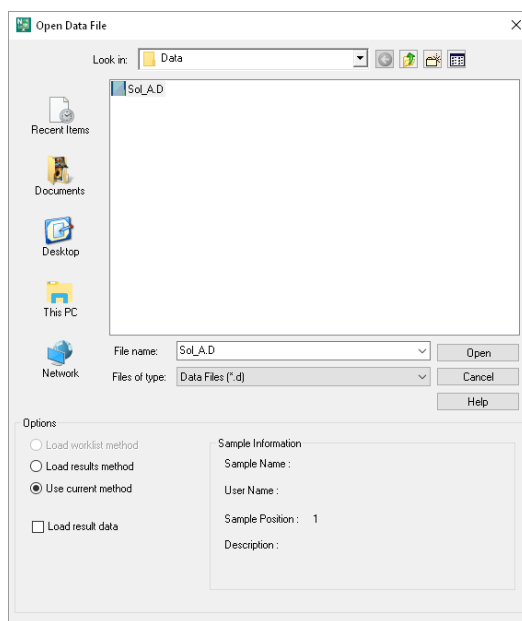 Open Data File
Look in: Data
Sol_A.D
Recent Items
Documents
Desktop
This PC
Network
File name: Sol_A.D Open
Files of type: Data Files (*.d) Cancel
Help
Options
Load worklist method
Load results method
Use current method
Load result data
Sample Information
Sample Name :
User Name :
Sample Position : 1
Description :